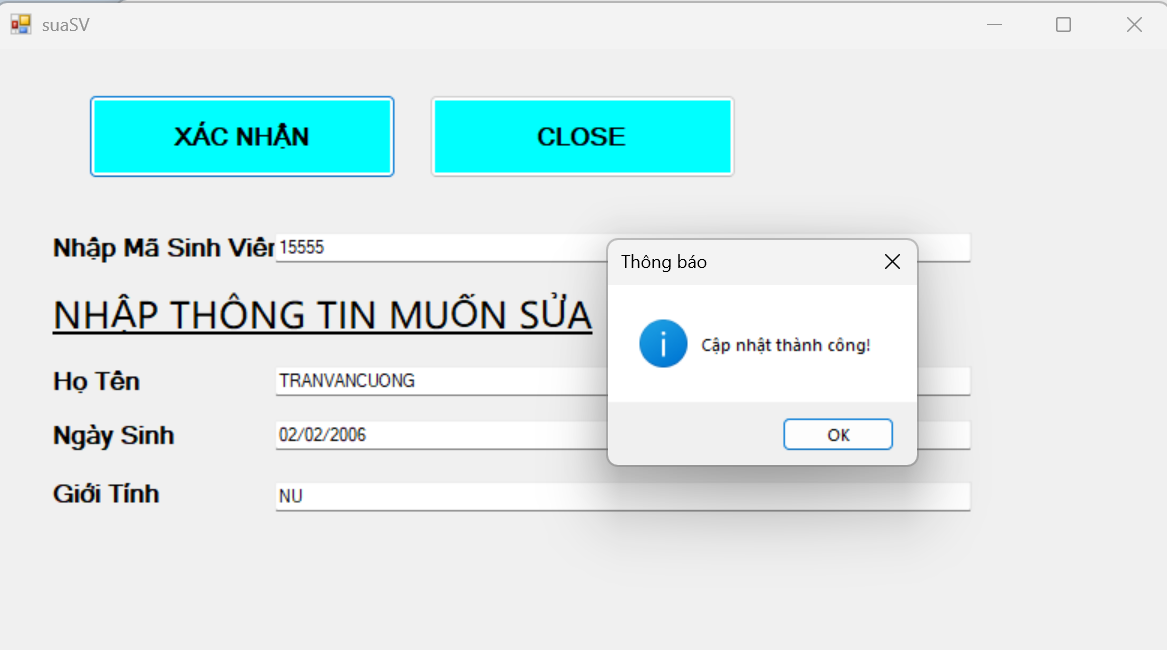 suaSV
XÁC NHẬN
CLOSE
Nhập Mã Sinh Viên
15555
NHẬP THÔNG TIN MUỐN SỬA
Họ Tên
TRANVANCUONG
Ngày Sinh
02/02/2006
Giới Tính
NU
Thông báo
Cập nhật thành công!
OK